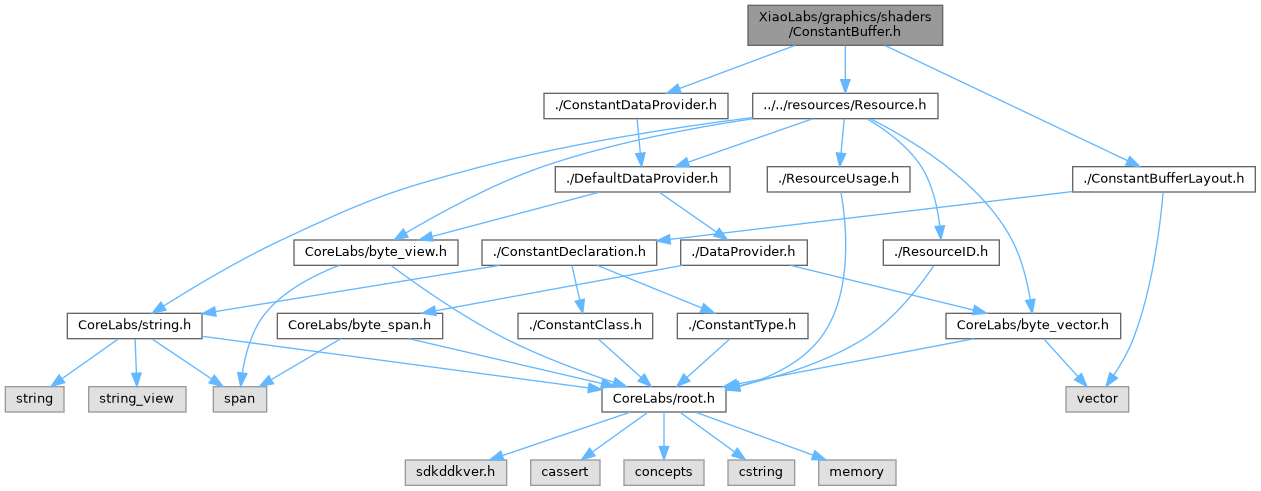 XiaoLabs/graphics/shaders
/ConstantBuffer.h
./ConstantDataProvider.h
../../resources/Resource.h
./DefaultDataProvider.h
./ResourceUsage.h
./ConstantBufferLayout.h
CoreLabs/byte_view.h
./ConstantDeclaration.h
./DataProvider.h
./ResourceID.h
CoreLabs/string.h
CoreLabs/byte_span.h
./ConstantClass.h
./ConstantType.h
CoreLabs/byte_vector.h
string
string_view
span
CoreLabs/root.h
vector
sdkddkver.h
cassert
concepts
cstring
memory